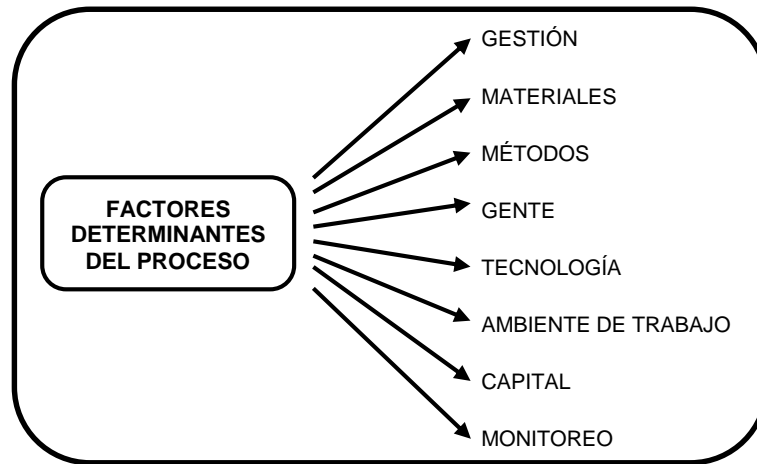 FACTORES
DETERMINANTES
DEL PROCESO
GESTIÓN
MATERIALES
MÉTODOS
GENTE
TECNOLOGÍA
AMBIENTE DE TRABAJO
CAPITAL
MONITOREO